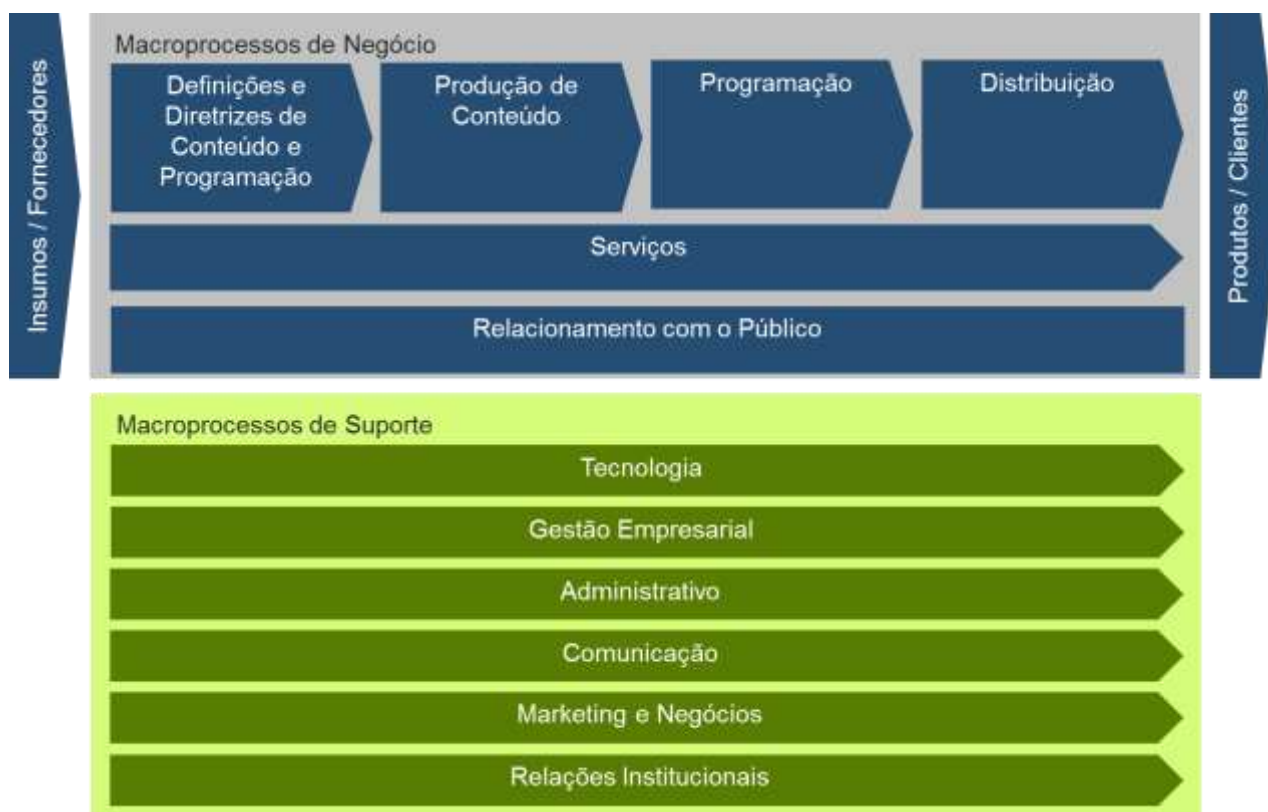 Insumos / Fornecedores
Macroprocessos de Negócio
Definições e
Diretrizes de
Conteúdo e
Programação
Produção de
Conteúdo
Programação
Distribuição
Serviços
Relacionamento com o Público
Produtos / Clientes
Macroprocessos de Suporte
Tecnologia
Gestão Empresarial
Administrativo
Comunicação
Marketing e Negócios
Relações Institucionais